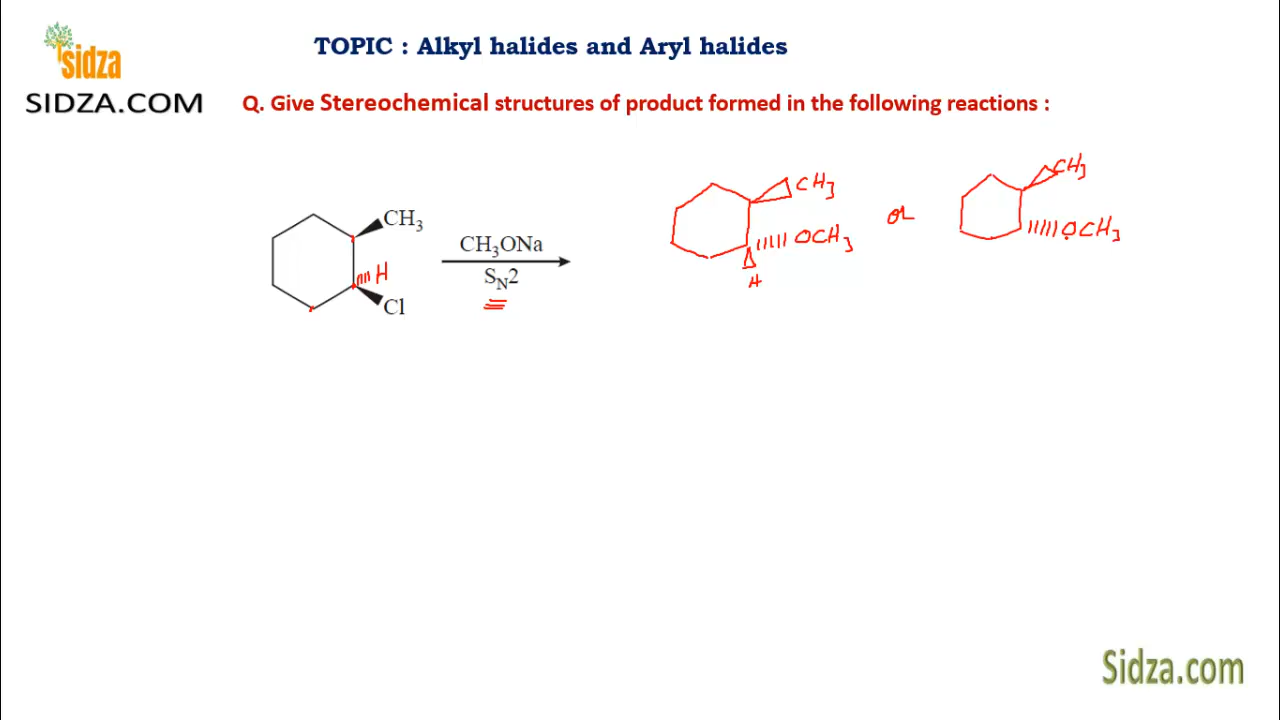 sidza
SIDZA.COM
TOPIC : Alkyl halides and Aryl halides
Q. Give Stereochemical structures of product formed in the following reactions :
CH3
H
Cl
CH3ONa
SN2
CH3
OCH3
H
or
CH3
OCH3
Sidza.com